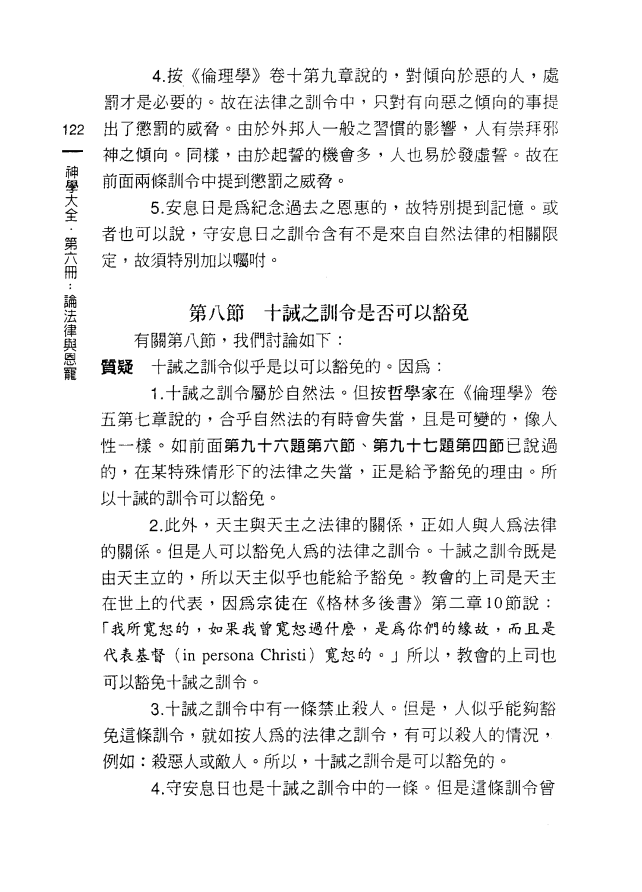 4.按《倫理學》卷十第九章說的，對傾向於惡的人，處
罰才是必要的。故在法律之訓令中，只對有向惡之傾向的事提
出了懲罰的威脅。由於外邦人一般之習慣的影響，人有崇拜邪
神之傾向。同樣，由於起誓的機會多，人也易於發虛誓。故在
前面兩條訓令中提到懲罰之威脅。
5.安息日是為紀念過去之恩惠的，故特別提到記憶。或
者也可以說，守安息日之訓令含有不是來自自然法律的相關限
定，故須特別加以囑咐。
第八節　十誡之訓令是否可以豁免
有關第八節，我們討論如下：
質疑　十誡之訓令似乎是以可以豁免的。因為：
1.十誡之訓令屬於自然法。但按哲學家在《倫理學》卷
五第七章說的，合乎自然法的有時會失當，且是可變的，像人
性一樣。如前面第九十六題第六節、第九十七題第四節已說過
的，在某特殊情形下的法律之失當，正是給予豁免的理由。所
以十誡的訓令可以豁免。
2.此外，天主與天主之法律的關係，正如人與人為法律
的關係。但是人可以豁免人為的法律之訓令。十誡之訓令既是
由天主立的，所以天主似乎也能給予豁免。教會的上司是天主
在世上的代表，因為宗徒在《格林多後書》第二章10節說：
「我所寬恕的，如果我曾寬恕過什麼，是為你們的緣故，而且是
代表基督（in persona Christi）寬恕的。」所以，教會的上司也
可以豁免十誡之訓令。
3.十誡之訓令中有一條禁止殺人。但是，人似乎能夠豁
免這條訓令，就如按人為的法律之訓令，有可以殺人的情況，
例如：殺惡人或敵人。所以，十誡之訓令是可以豁免的。
4.守安息日也是十誡之訓令中的一條。但是這條訓令曾
122
神學大全．第六冊：論法律與恩寵